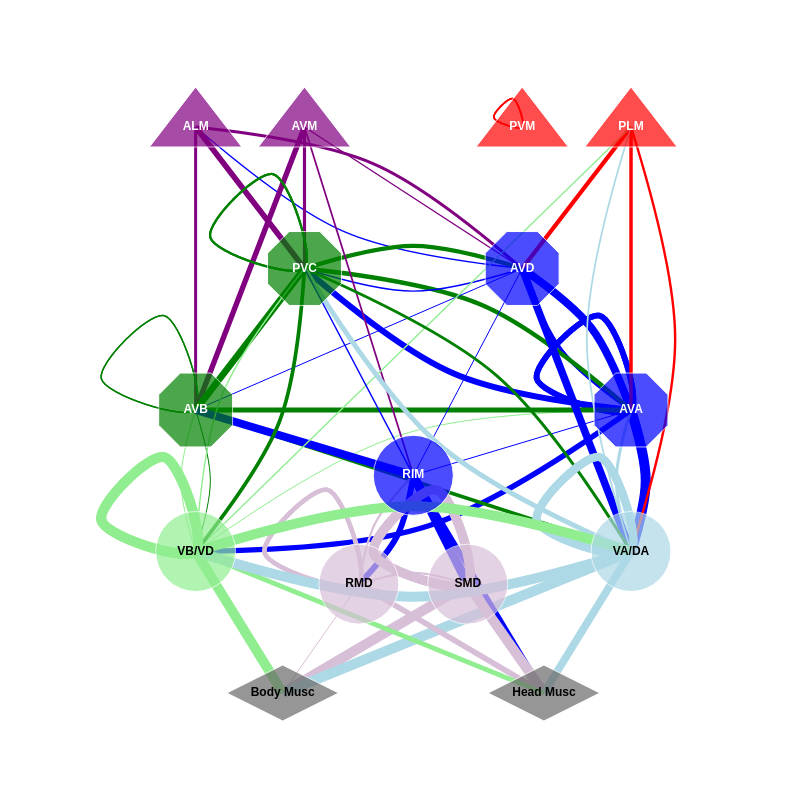 ALM
AVM
PVM
PLM
PVC
AVD
AVB
AVA
RIM
VB/VD
VA/DA
RMD
SMD
Body Musc
Head Musc